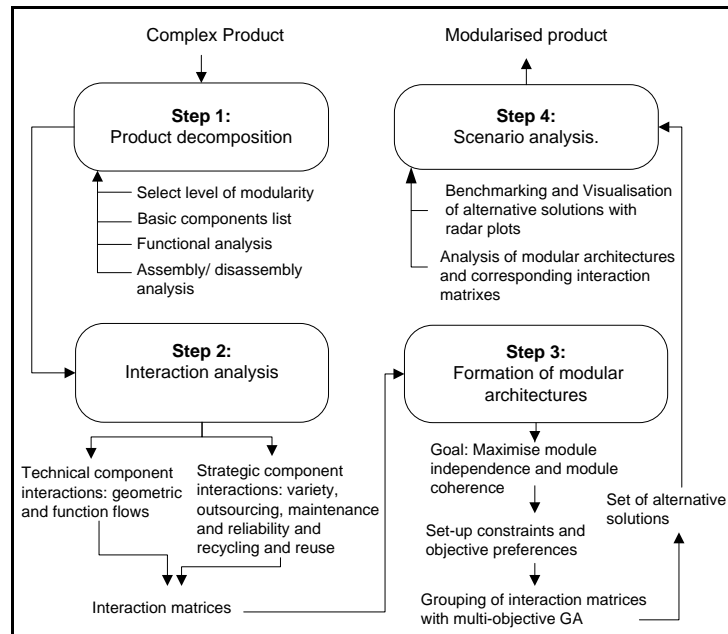 Complex Product
Modularised product
Step 1:
Product decomposition
Select level of modularity
Basic components list
Functional analysis
Assembly/ disassembly
analysis
Step 4:
Scenario analysis.
Benchmarking and Visualisation
of alternative solutions with
radar plots
Analysis of modular architectures
and corresponding interaction
matrixes
Step 2:
Interaction analysis
Technical component
interactions: geometric
and function flows
Strategic component
interactions: variety,
outsourcing, maintenance
and reliability and
recycling and reuse
Interaction matrices
Step 3:
Formation of modular
architectures
Goal: Maximise module
independence and module
coherence
Set-up constraints and
objective preferences
Grouping of interaction matrices
with multi-objective GA
Set of alternative
solutions